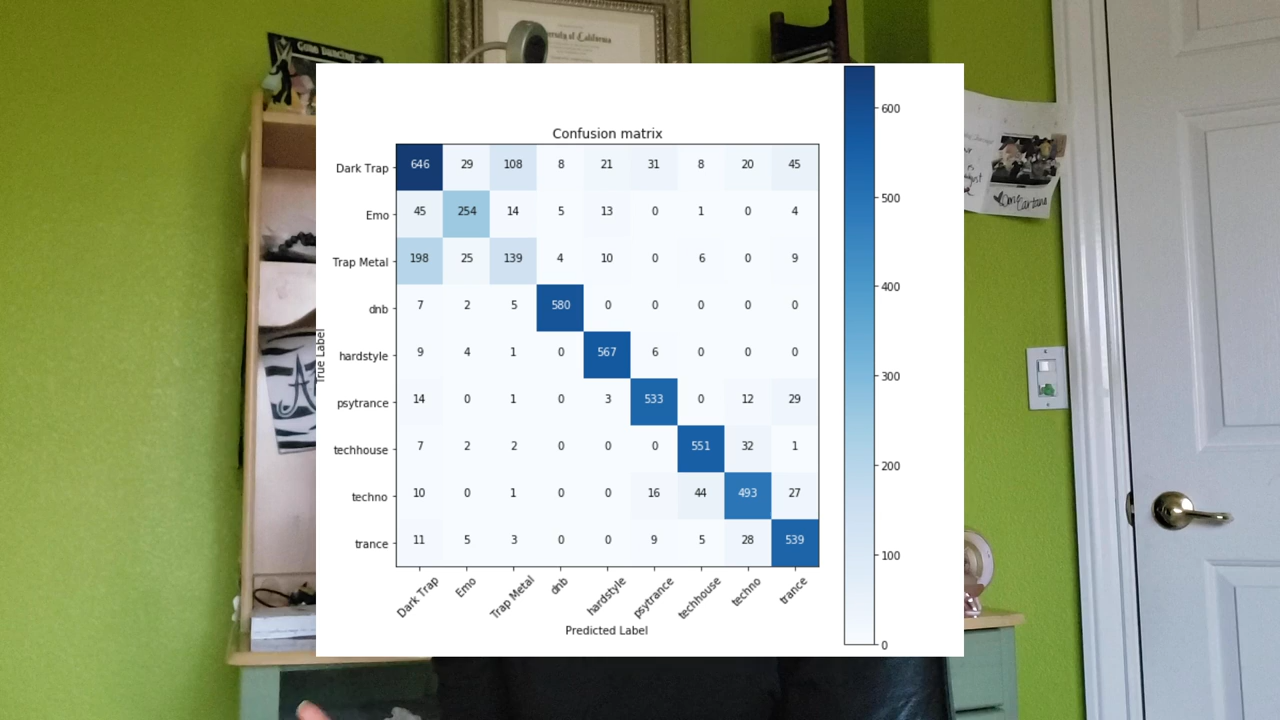 Gone Dancing
University of California
Confusion matrix
600
500
400
300
200
100
0
True Label
Dark Trap 646 29 108 8 21 31 8 20 45
Emo 45 254 14 5 13 0 1 0 4
Trap Metal 198 25 139 4 10 0 6 0 9
dnb 7 2 5 580 0 0 0 0 0
hardstyle 9 4 1 0 567 6 0 0 0
psytrance 14 0 1 0 3 533 0 12 29
techhouse 7 2 2 0 0 0 551 32 1
techno 10 0 1 0 0 16 44 493 27
trance 11 5 3 0 0 9 5 28 539
Dark Trap Emo Trap Metal dnb hardstyle psytrance techhouse techno trance
Predicted Label